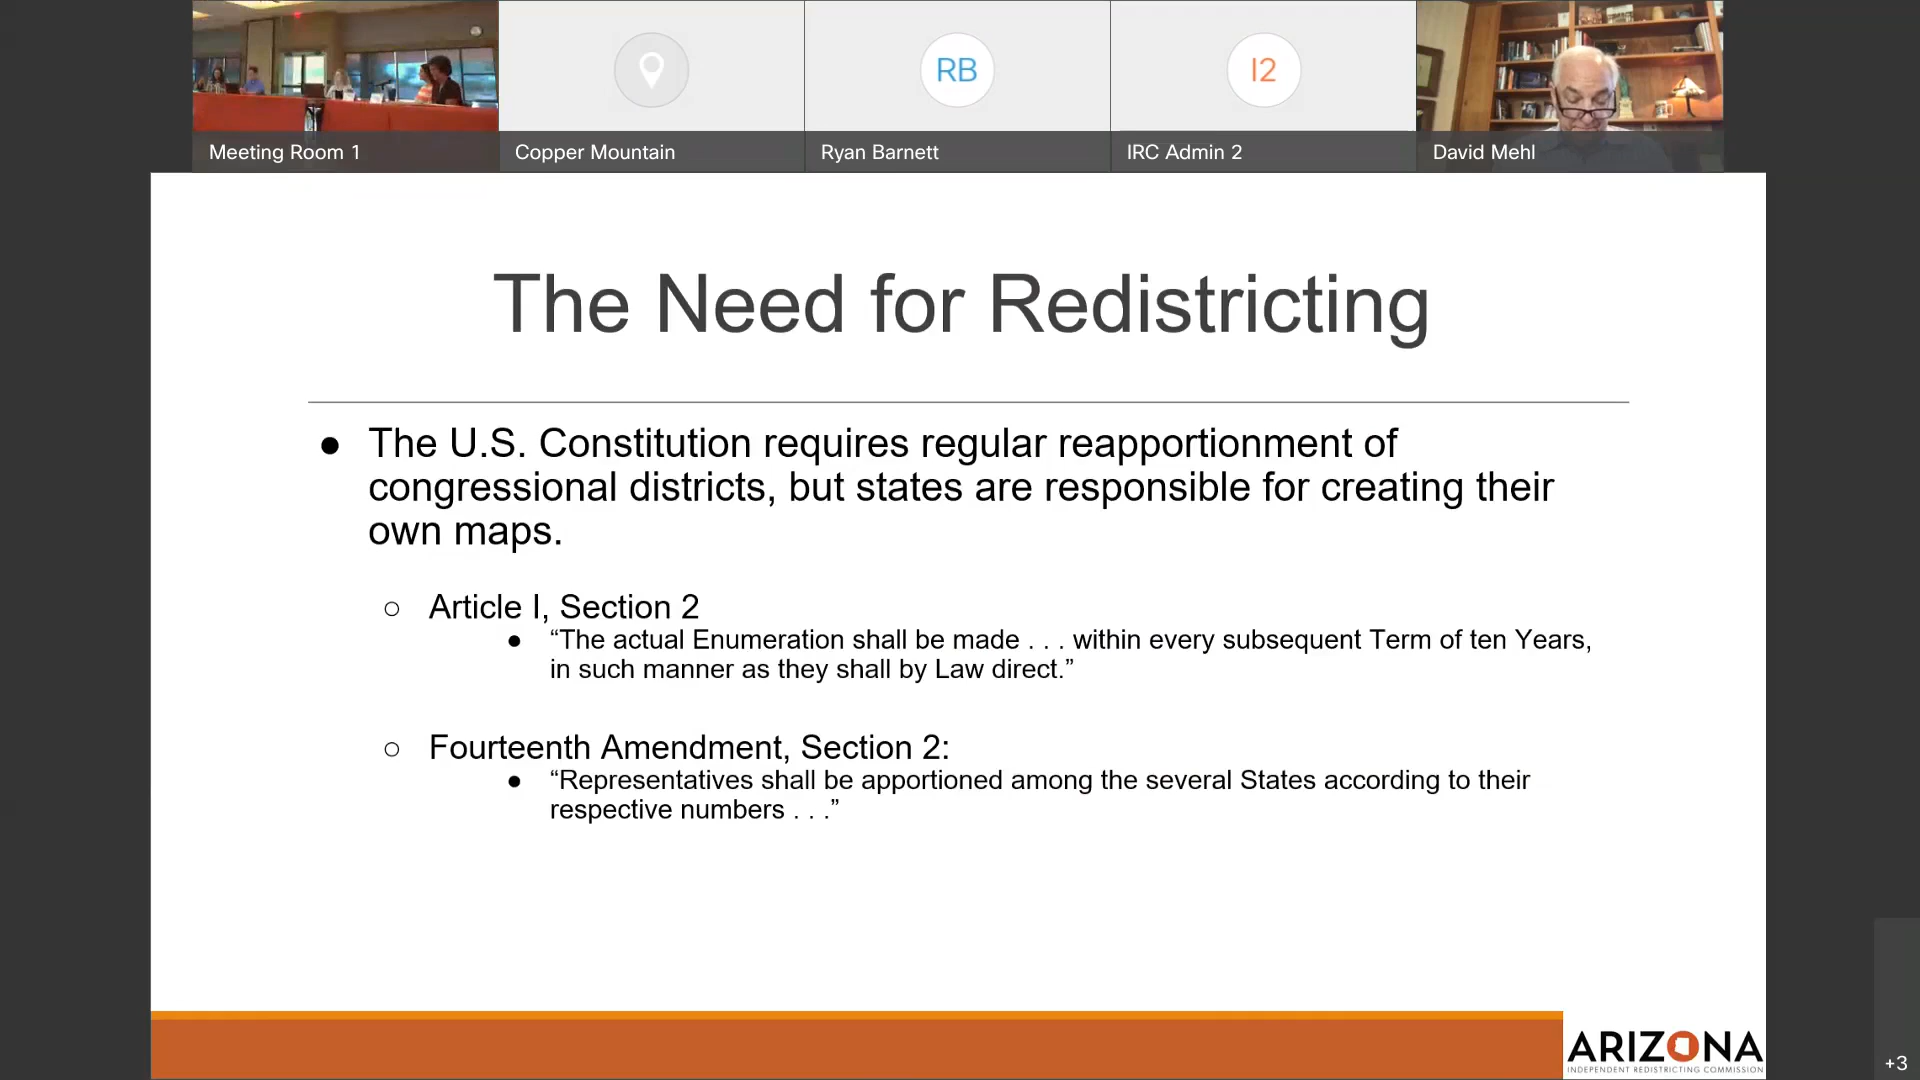 RB
I2
Meeting Room 1
Copper Mountain
Ryan Barnett
IRC Admin 2
David Mehl
The Need for Redistricting
● The U.S. Constitution requires regular reapportionment of
congressional districts, but states are responsible for creating their
own maps.
○ Article I, Section 2
● “The actual Enumeration shall be made . . . within every subsequent Term of ten Years,
in such manner as they shall by Law direct.”
○ Fourteenth Amendment, Section 2:
● “Representatives shall be apportioned among the several States according to their
respective numbers . . .”
ARIZONA
INDEPENDENT REDISTRICTING COMMISSION
+3